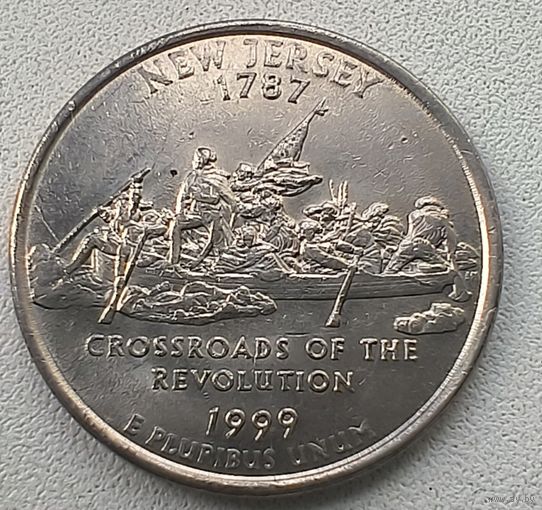 NEW JERSEY
1787
CROSSROADS OF THE
REVOLUTION
1999
E PLURIBUS UNUM